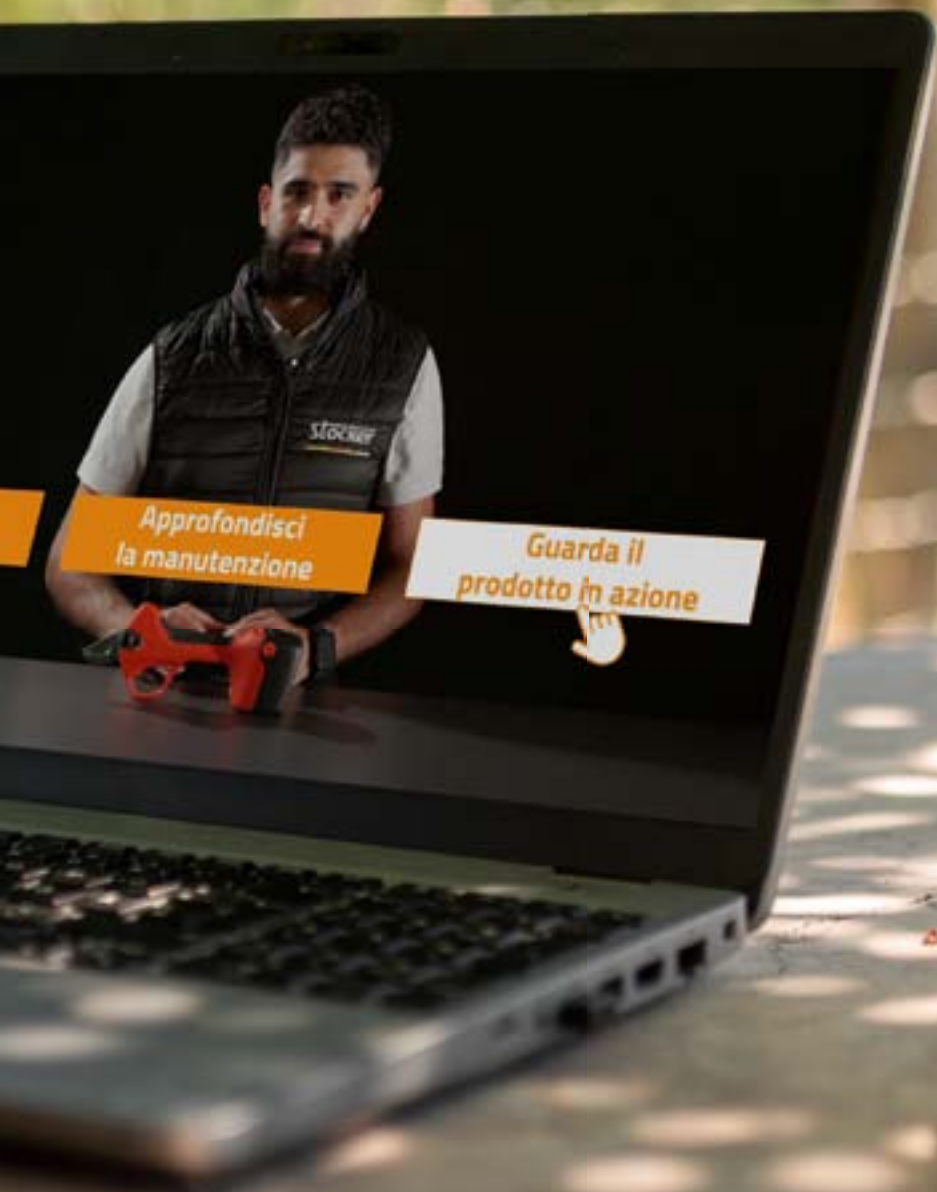 Stocker
Approfondisci
la manutenzione
Guarda il
prodotto in azione